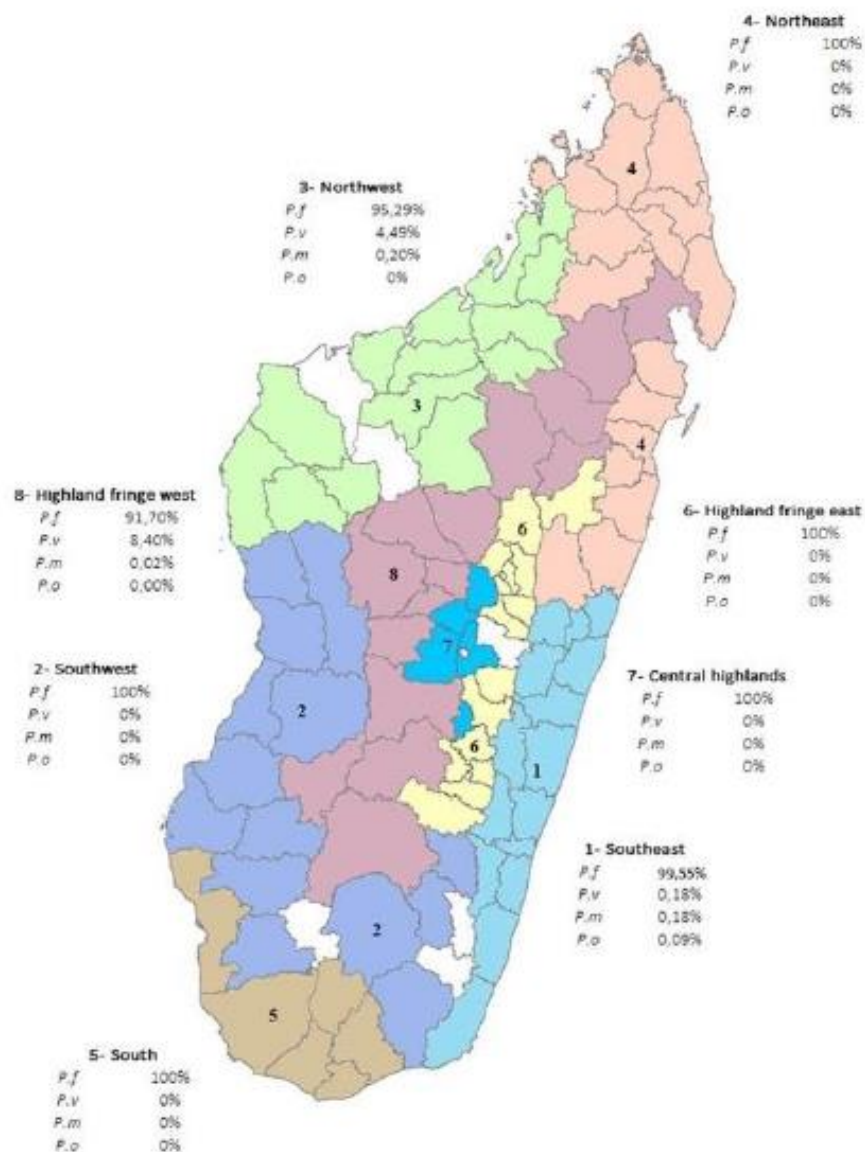 4- Northeast
P.f 100%
P.v 0%
P.m 0%
P.o 0%
4
3- Northwest
P.f 95,29%
P.v 4,49%
P.m 0,20%
P.o 0%
3
4
8- Highland fringe west
P.f 91,70%
P.v 8,40%
P.m 0,02%
P.o 0,00%
6- Highland fringe east
P.f 100%
P.v 0%
P.m 0%
P.o 0%
6
8
7
2- Southwest
P.f 100%
P.v 0%
P.m 0%
P.o 0%
7- Central highlands
P.f 100%
P.v 0%
P.m 0%
P.o 0%
2
6
1
1- Southeast
P.f 99,55%
P.v 0,18%
P.m 0,18%
P.o 0,09%
2
5
5- South
P.f 100%
P.v 0%
P.m 0%
P.o 0%